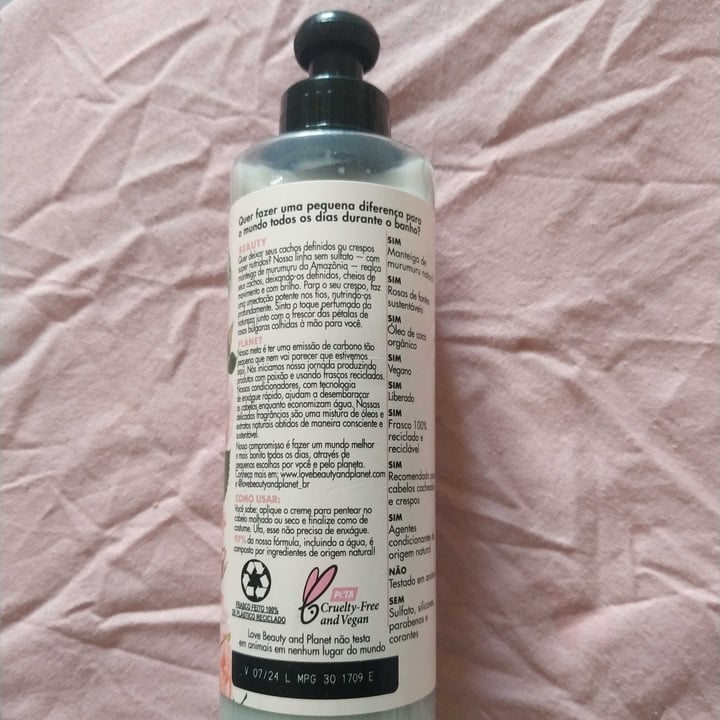 Quer fazer uma pequena diferença para
o mundo todos os dias durante o banho?
BEAUTY
Quer deixar seus cachos definidos ou crespos
super nutridos? Nossa linha sem sulfato — com
manteiga de murumuru da Amazônia — realça
seus cachos, deixando-os definidos, cheios de
movimento e com brilho. Para o seu crespo, faz
uma umectação potente nos fios, nutrindo-os
profundamente. Sinta o toque perfumado da
natureza junto com o frescor das pétalas de
rosas búlgaras colhidas à mão para você.
PLANET
Nossa meta é ter uma emissão de carbono tão
pequena que nem vai parecer que estivemos
aqui. Nós iniciamos nossa jornada produzindo
produtos com paixão e usando frascos reciclados.
Nossos condicionadores, com tecnologia
de enxágue rápido, ajudam a desembaraçar
os cabelos enquanto economizam água. Nossas
delicadas fragrâncias são uma mistura de óleos e
extratos naturais obtidos de maneira consciente e
sustentável.
Nosso compromisso é fazer um mundo melhor
e mais bonito todos os dias, através de
pequenas escolhas por você e pelo planeta.
Conheça mais em: www.lovebeautyandplanet.com
e @lovebeautyandplanet_br
COMO USAR:
Você sabe: aplique o creme para pentear no
cabelo molhado ou seco e finalize como de
costume. Ufa, esse não precisa de enxágue.
97% da nossa fórmula, incluindo a água, é
composta por ingredientes de origem natural!
FRASCO FEITO 100%
DE PLÁSTICO RECICLADO
PETA
Cruelty-Free
and Vegan
Love Beauty and Planet não testa
em animais em nenhum lugar do mundo
V 07/24 L MPG 30 1709 E
SIM
Manteiga de
murumuru natural
SIM
Rosas de fontes
sustentáveis
SIM
Óleo de coco
orgânico
SIM
Vegano
SIM
Liberado
SIM
Frasco 100%
reciclado e
reciclável
SIM
Recomendado para
cabelos cacheados
e crespos
SIM
Agentes
condicionantes de
origem natural
NÃO
Testado em
SEM
Sulfato, silicone,
parabenos e
corantes